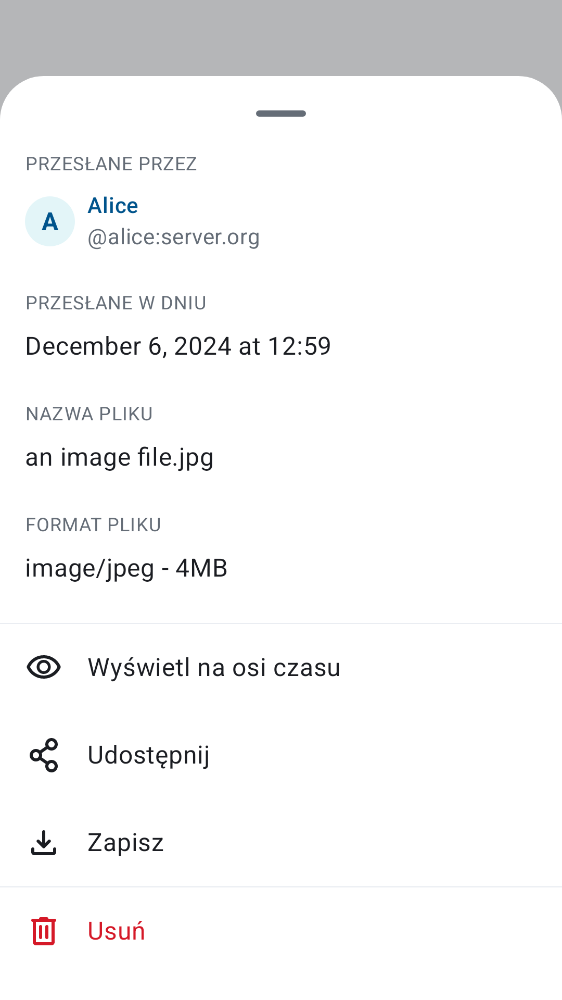 PRZESŁANE PRZEZ
A
Alice
@alice:server.org
PRZESŁANE W DNIU
December 6, 2024 at 12:59
NAZWA PLIKU
an image file.jpg
FORMAT PLIKU
image/jpeg - 4MB
Wyświetl na osi czasu
Udostępnij
Zapisz
Usuń